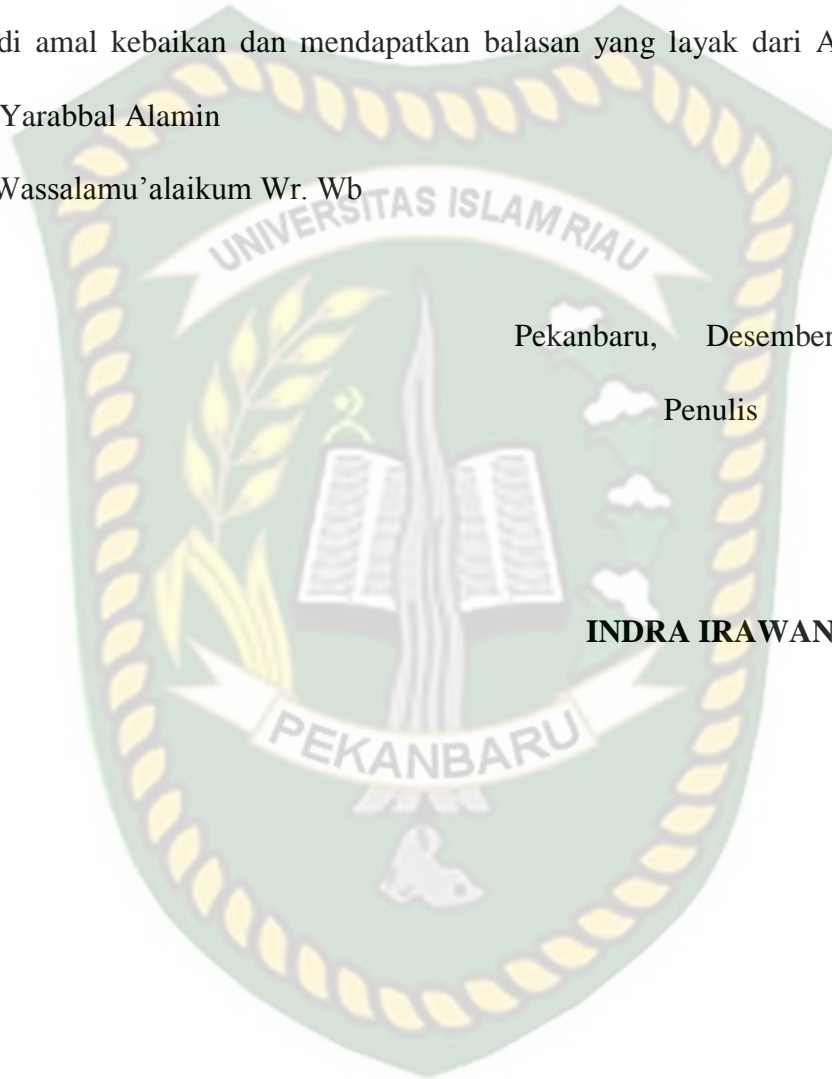 di amal kebaikan dan mendapatkan balasan yang layak dari A
Yarabbal Alamin
Wassalamu’alaikum Wr. Wb
UNIVERSITAS ISLAM RIAU
Pekanbaru, Desember
Penulis
INDRA IRAWAN
PEKANBARU